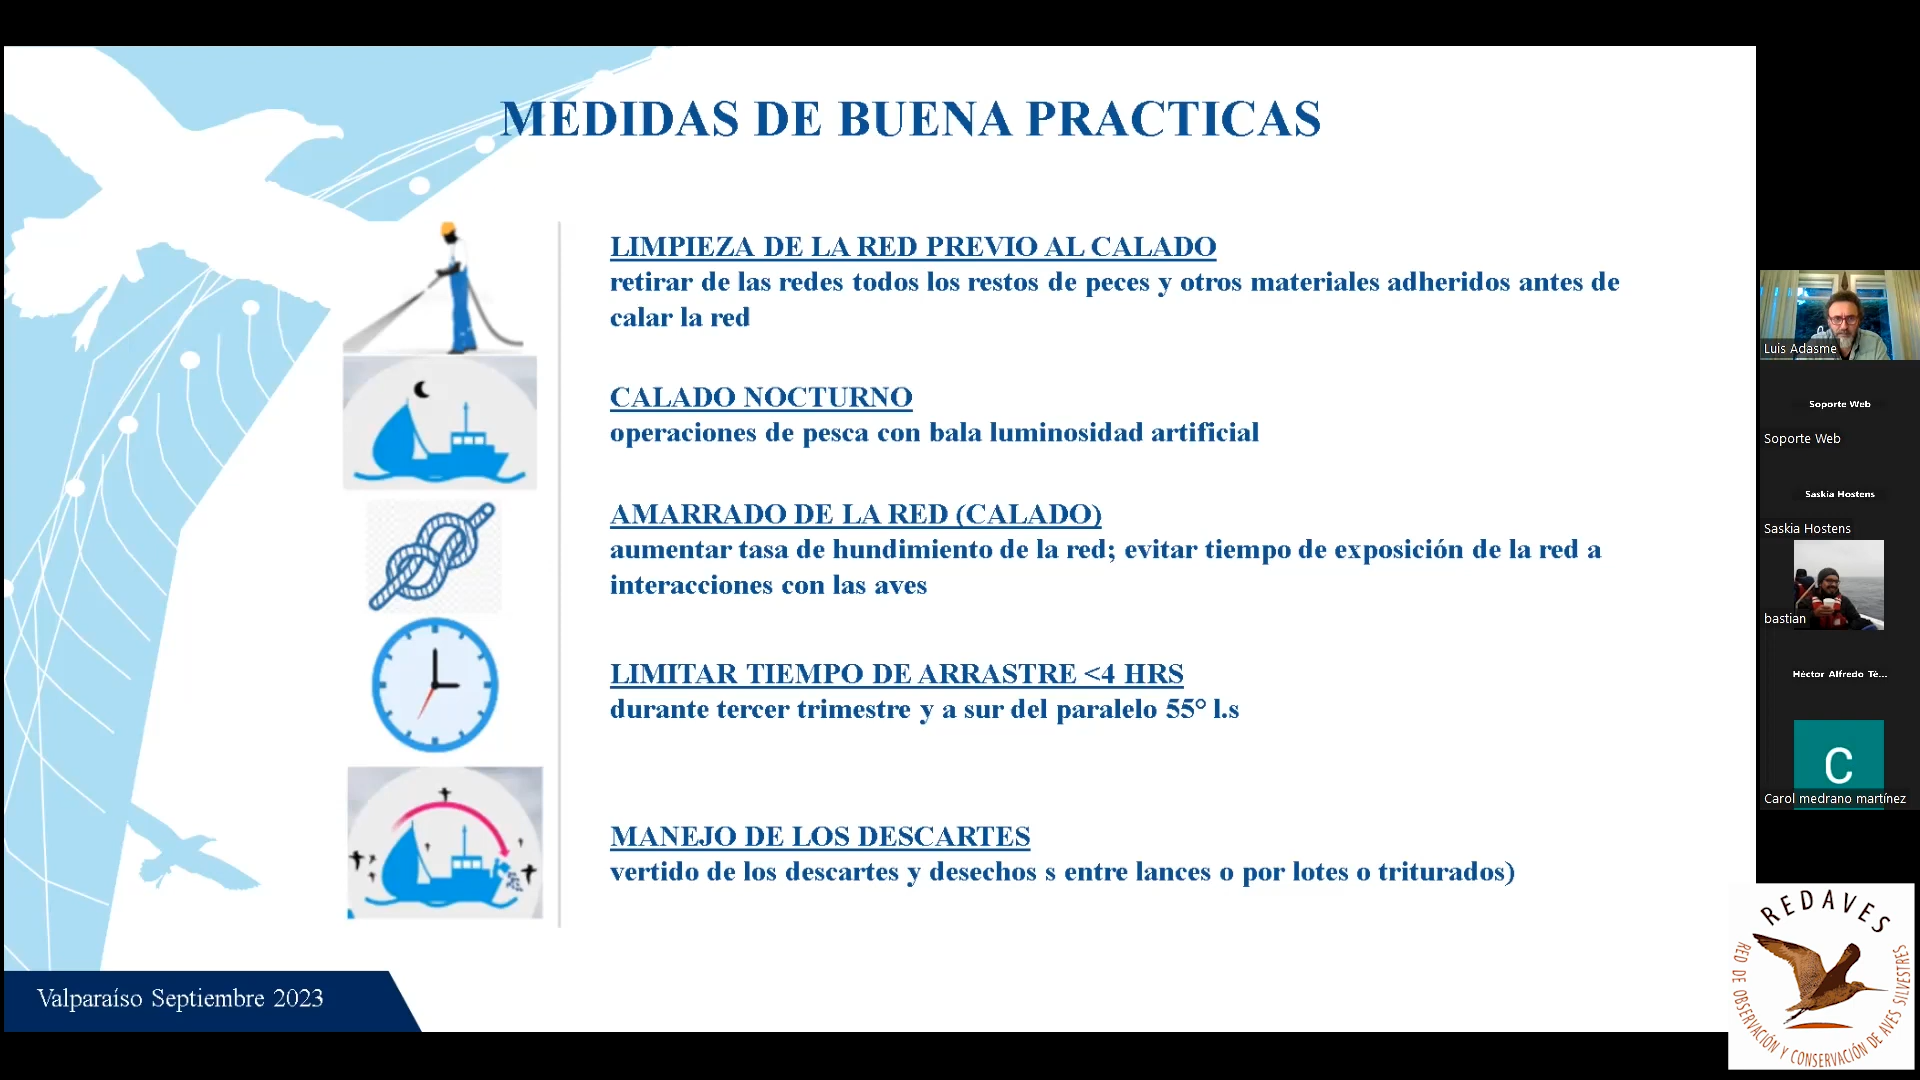 MEDIDAS DE BUENA PRACTICAS
LIMPIEZA DE LA RED PREVIO AL CALADO
retirar de las redes todos los restos de peces y otros materiales adheridos antes de
calar la red
CALADO NOCTURNO
operaciones de pesca con bala luminosidad artificial
AMARRADO DE LA RED (CALADO)
aumentar tasa de hundimiento de la red; evitar tiempo de exposición de la red a
interacciones con las aves
LIMITAR TIEMPO DE ARRASTRE <4 HRS
durante tercer trimestre y a sur del paralelo 55° l.s
MANEJO DE LOS DESCARTES
vertido de los descartes y desechos s entre lances o por lotes o triturados)
Valparaíso Septiembre 2023
Luis Adasme
Soporte Web
Soporte Web
Saskia Hostens
Saskia Hostens
bastian
Héctor Alfredo Té...
C
Carol medrano martínez
REDAVES
RED DE OBSERVACIÓN Y CONSERVACIÓN DE AVES SILVESTRES